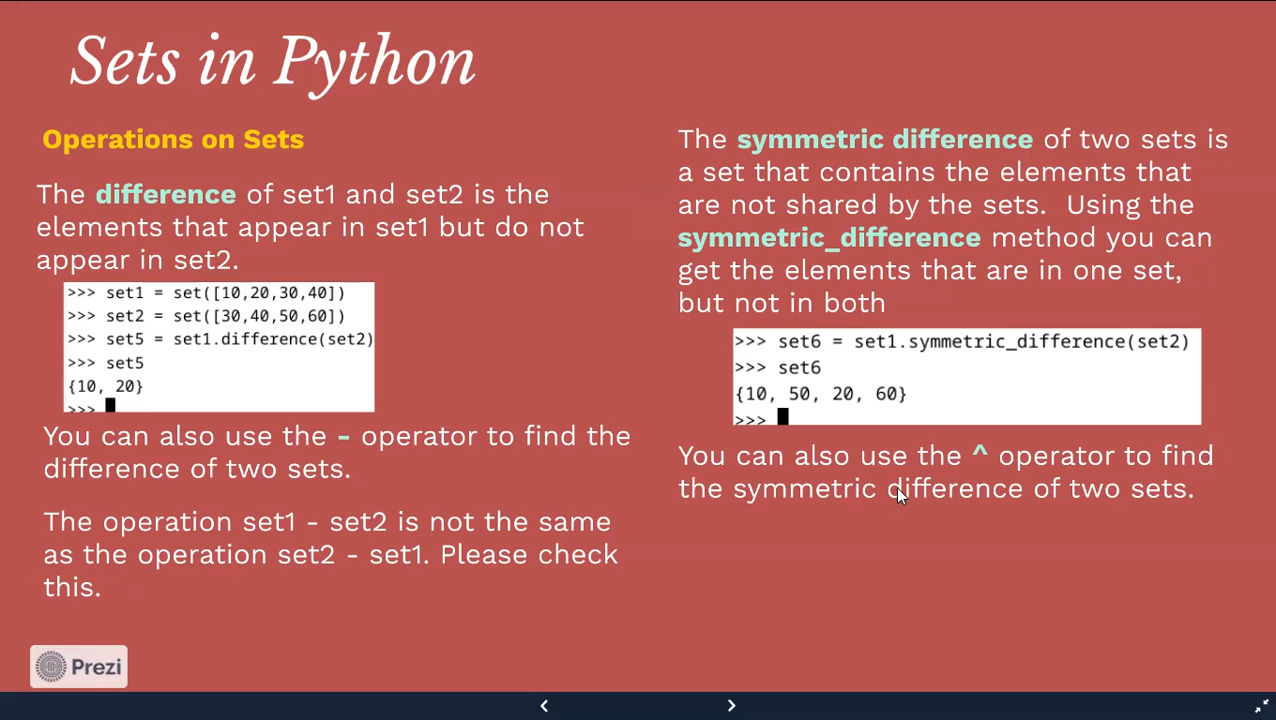 Sets in Python
Operations on Sets
The difference of set1 and set2 is the
elements that appear in set1 but do not
appear in set2.
>>> set1 = set([10,20,30,40])
>>> set2 = set([30,40,50,60])
>>> set5 = set1.difference(set2)
>>> set5
{10, 20}
>>>
You can also use the - operator to find the
difference of two sets.
The operation set1 - set2 is not the same
as the operation set2 - set1. Please check
this.
The symmetric difference of two sets is
a set that contains the elements that
are not shared by the sets. Using the
symmetric_difference method you can
get the elements that are in one set,
but not in both
>>> set6 = set1.symmetric_difference(set2)
>>> set6
{10, 50, 20, 60}
>>>
You can also use the ^ operator to find
the symmetric difference of two sets.
Prezi